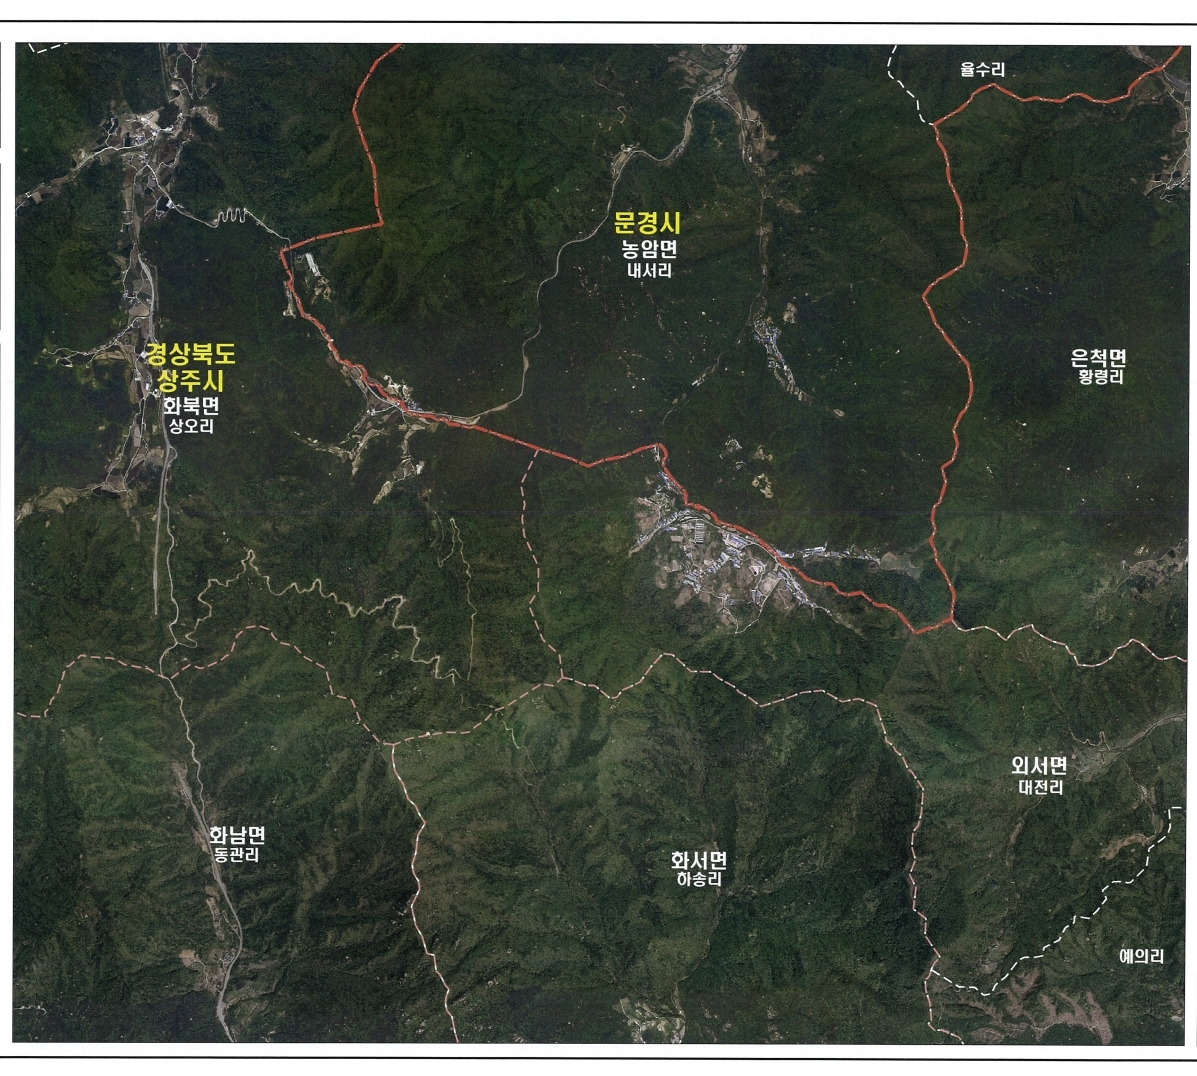 율수리
문경시
농암면
내서리
경상북도
상주시
화북면
상오리
은척면
황령리
외서면
대전리
화남면
동관리
화서면
하송리
예의리